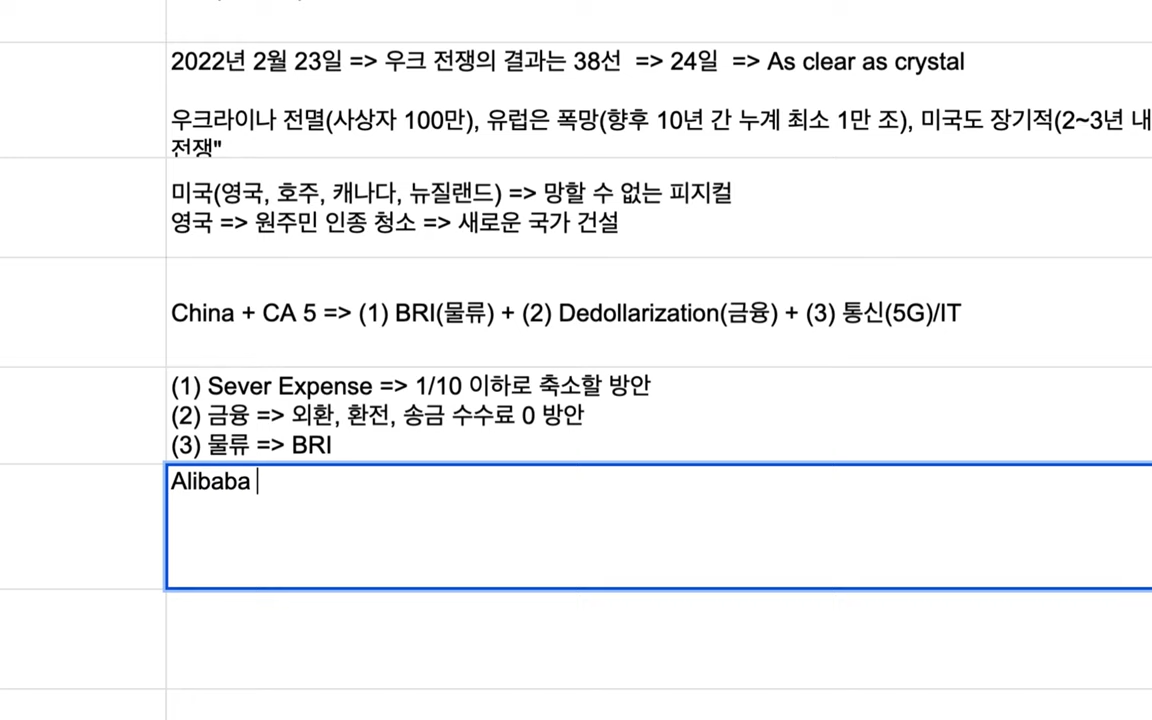 2022년 2월 23일 => 우크 전쟁의 결과는 38선 => 24일 => As clear as crystal
우크라이나 전멸(사상자 100만), 유럽은 폭망(향후 10년 간 누계 최소 1만 조), 미국도 장기적(2~3년 내
전쟁"
미국(영국, 호주, 캐나다, 뉴질랜드) => 망할 수 없는 피지컬
영국 => 원주민 인종 청소 => 새로운 국가 건설
China + CA 5 => (1) BRI(물류) + (2) Dedollarization(금융) + (3) 통신(5G)/IT
(1) Sever Expense => 1/10 이하로 축소할 방안
(2) 금융 => 외환, 환전, 송금 수수료 0 방안
(3) 물류 => BRI
Alibaba